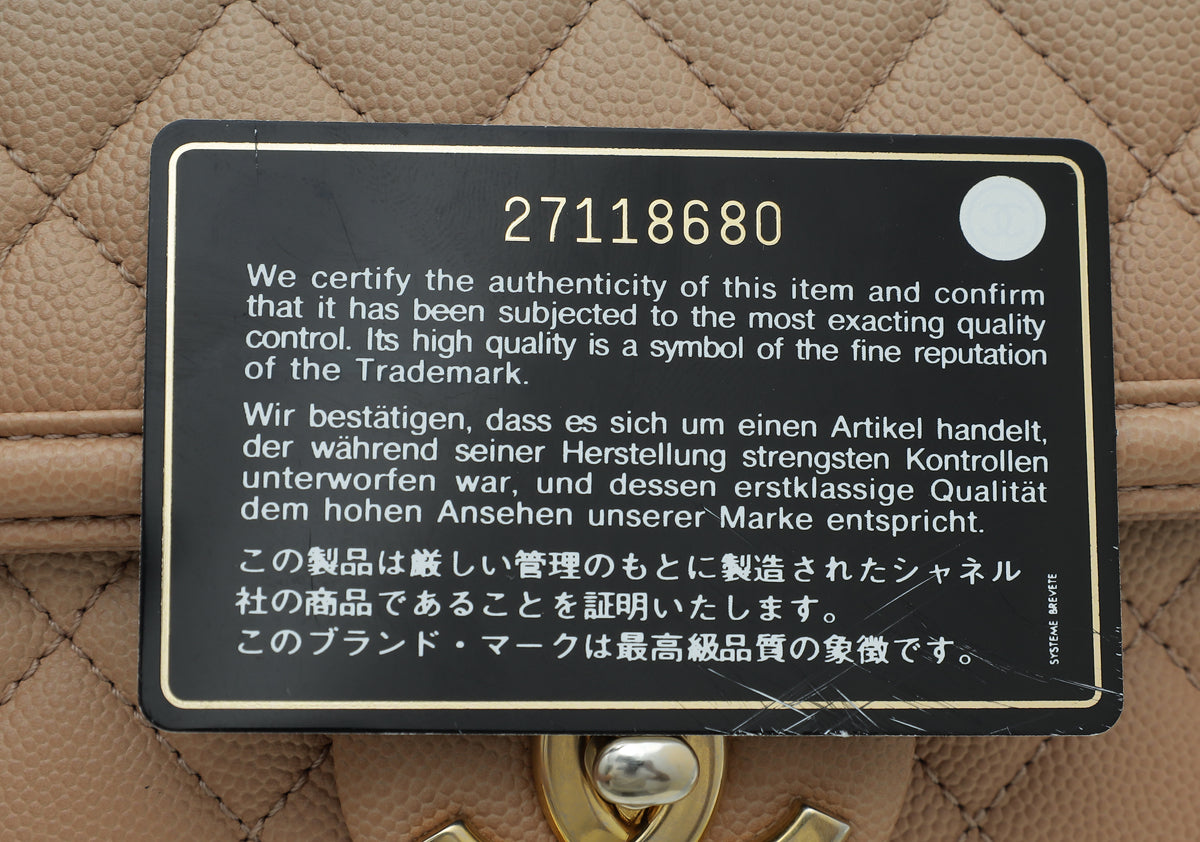 27118680
We certify the authenticity of this item and confirm
that it has been subjected to the most exacting quality
control. Its high quality is a symbol of the fine reputation
of the Trademark.
Wir bestätigen, dass es sich um einen Artikel handelt,
der während seiner Herstellung strengsten Kontrollen
unterworfen war, und dessen erstklassige Qualität
dem hohen Ansehen unserer Marke entspricht.
この製品は厳しい管理のもとに製造されたシャネル
社の商品であることを証明いたします。
このブランド・マークは最高級品質の象徴です。
SYSTEME BREVETE